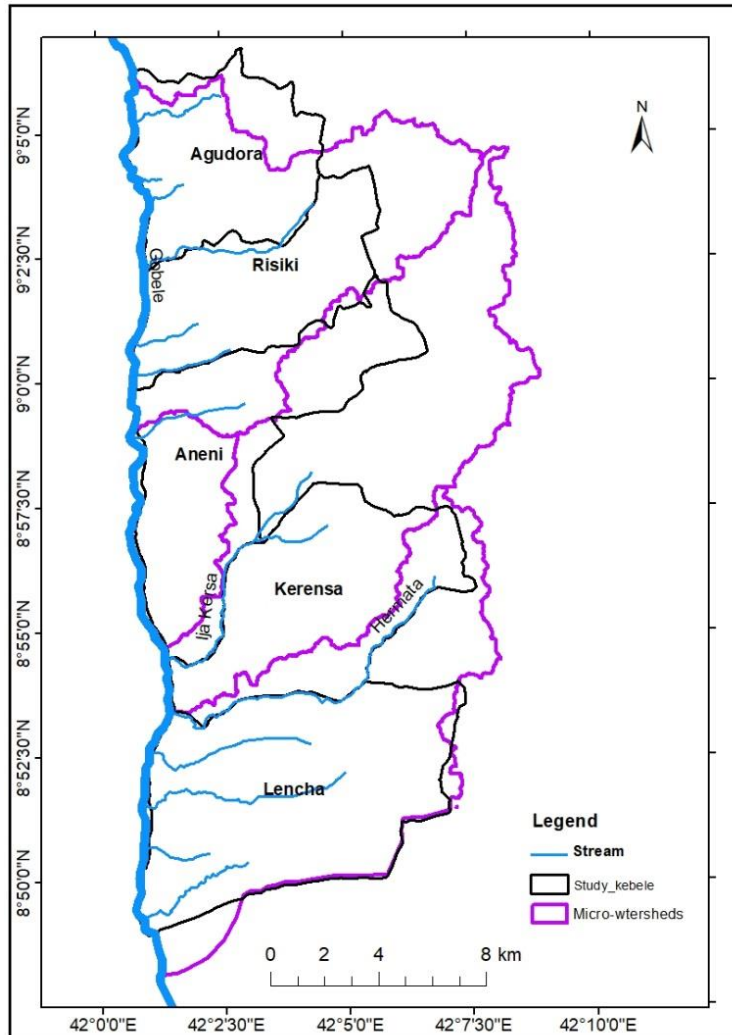 N
9°5'0"N
9°2'30"N
9°0'0"N
8°57'30"N
8°55'0"N
8°52'30"N
8°50'0"N
Agudora
Gobele
Risiki
Aneni
Ija Kersa
Kerensa
Hermata
Lencha
Legend
Stream
Study_kebele
Micro-wtersheds
0 2 4 8 km
42°0'0"E 42°2'30"E 42°5'0"E 42°7'30"E 42°10'0"E